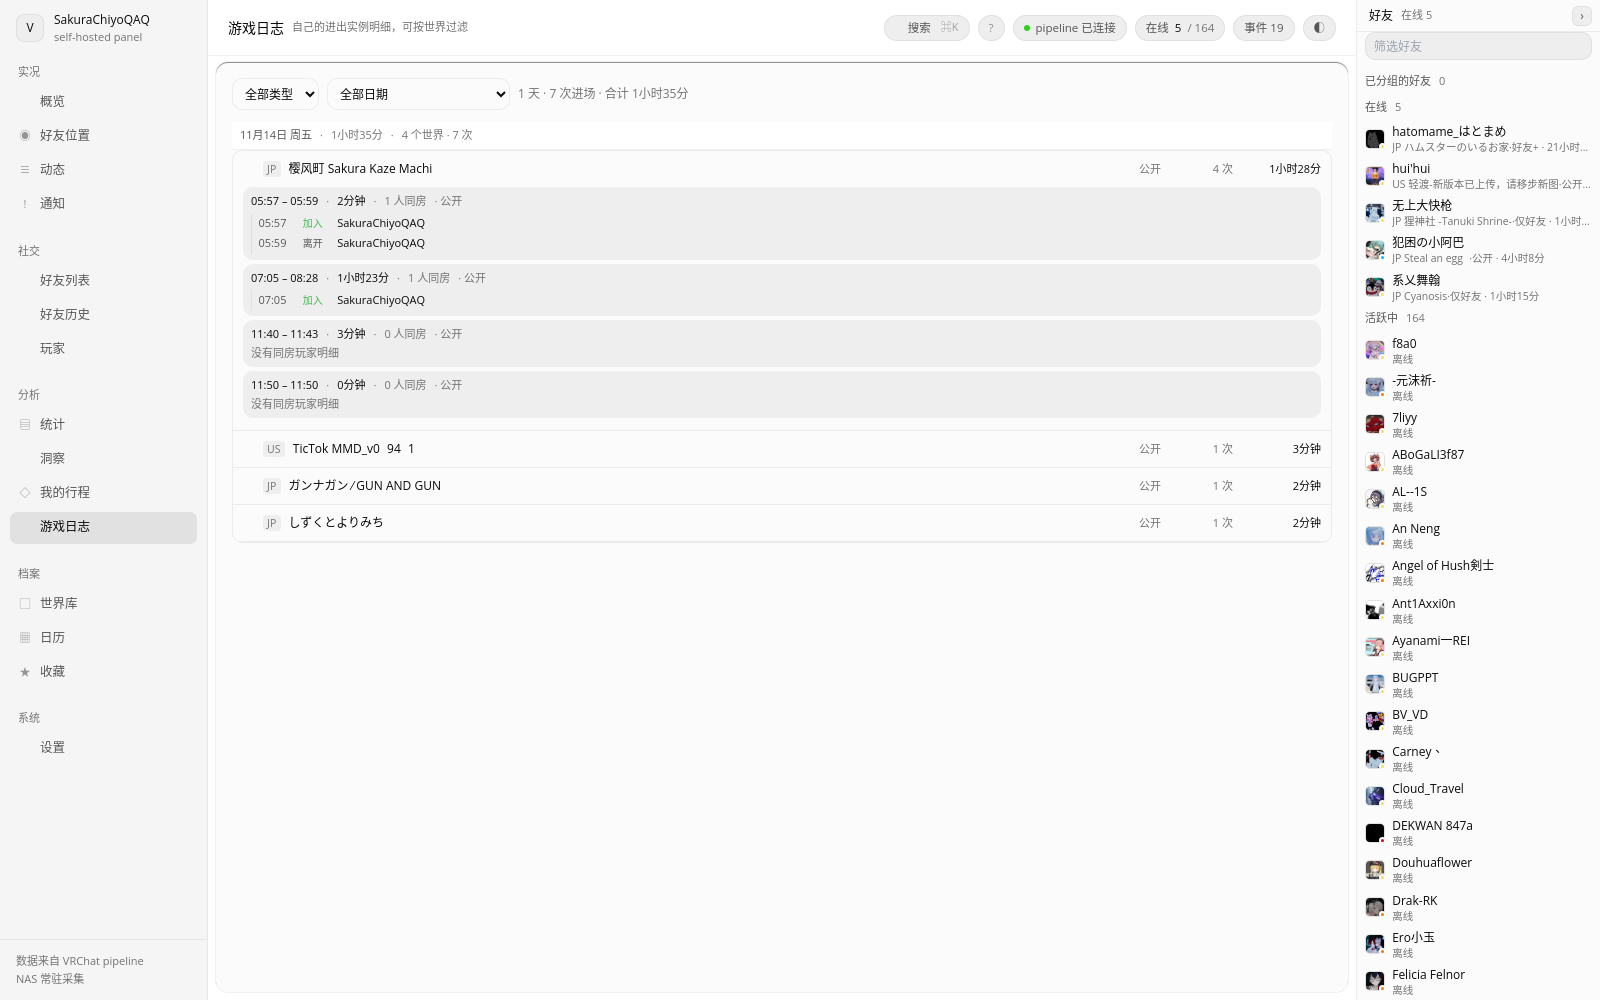 V
SakuraChiyoQAQ
self-hosted panel
实况
概览
◉ 好友位置
☰ 动态
! 通知
社交
好友列表
好友历史
玩家
分析
▤ 统计
洞察
◇ 我的行程
游戏日志
档案
□ 世界库
▦ 日历
★ 收藏
系统
设置
数据来自 VRChat pipeline
NAS 常驻采集
游戏日志 自己的进出实例明细，可按世界过滤
搜索 ⌘K
?
pipeline 已连接
在线 5 / 164
事件 19
全部类型
全部日期
1 天 · 7 次进场 · 合计 1小时35分
11月14日 周五 · 1小时35分 · 4 个世界 · 7 次
JP 樱风町 Sakura Kaze Machi 公开 4 次 1小时28分
05:57 – 05:59 · 2分钟 · 1 人同房 · 公开
05:57 加入 SakuraChiyoQAQ
05:59 离开 SakuraChiyoQAQ
07:05 – 08:28 · 1小时23分 · 1 人同房 · 公开
07:05 加入 SakuraChiyoQAQ
11:40 – 11:43 · 3分钟 · 0 人同房 · 公开
没有同房玩家明细
11:50 – 11:50 · 0分钟 · 0 人同房 · 公开
没有同房玩家明细
US TicTok MMD_v0 94 1 公开 1 次 3分钟
JP ガンナガン/GUN AND GUN 公开 1 次 2分钟
JP しずくとよりみち 公开 1 次 2分钟
好友 在线 5
›
筛选好友
已分组的好友 0
在线 5
hatomame_はとまめ
JP ハムスターのいるお家·好友+ · 21小时...
hui'hui
US 轻渡-新版本已上传，请移步新图·公开...
无上大快枪
JP 狸神社 -Tanuki Shrine-·仅好友 · 1小时...
犯困の小阿巴
JP Steal an egg ·公开 · 4小时8分
系乂舞翰
JP Cyanosis·仅好友 · 1小时15分
活跃中 164
f8a0
离线
-元沫祈-
离线
7liyy
离线
ABoGaLI3f87
离线
AL--1S
离线
An Neng
离线
Angel of Hush剣士
离线
Ant1Axxi0n
离线
Ayanami一REI
离线
BUGPPT
离线
BV_VD
离线
Carney丶
离线
Cloud_Travel
离线
DEKWAN 847a
离线
Douhuaflower
离线
Drak-RK
离线
Ero小玉
离线
Felicia Felnor
离线